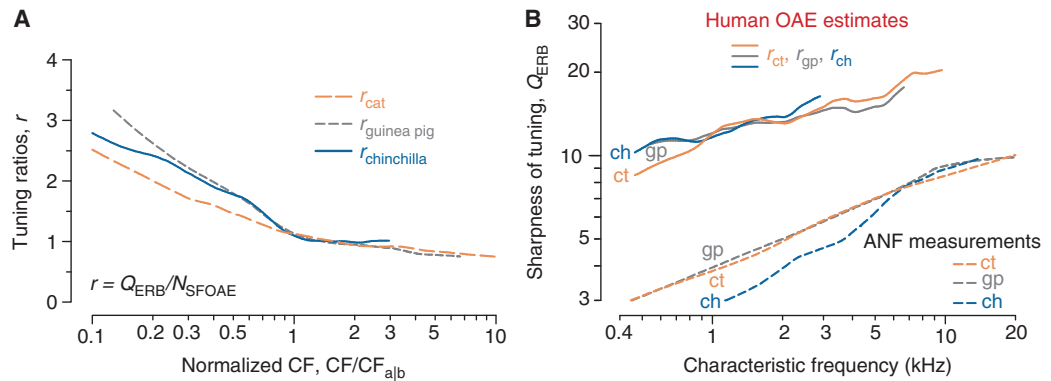 A
Tuning ratios, r
4
3
2
1
0
r_cat
r_guinea pig
r_chinchilla
r = Q_ERB/N_SFOAE
0.1 0.2 0.3 0.5 1 2 3 5 10
Normalized CF, CF/CF_a|b
B
Human OAE estimates
r_ct, r_gp, r_ch
Sharpness of tuning, Q_ERB
30
20
10
5
3
ch
gp
ct
gp
ct
ch
ANF measurements
ct
gp
ch
0.4 1 2 3 5 10 20
Characteristic frequency (kHz)